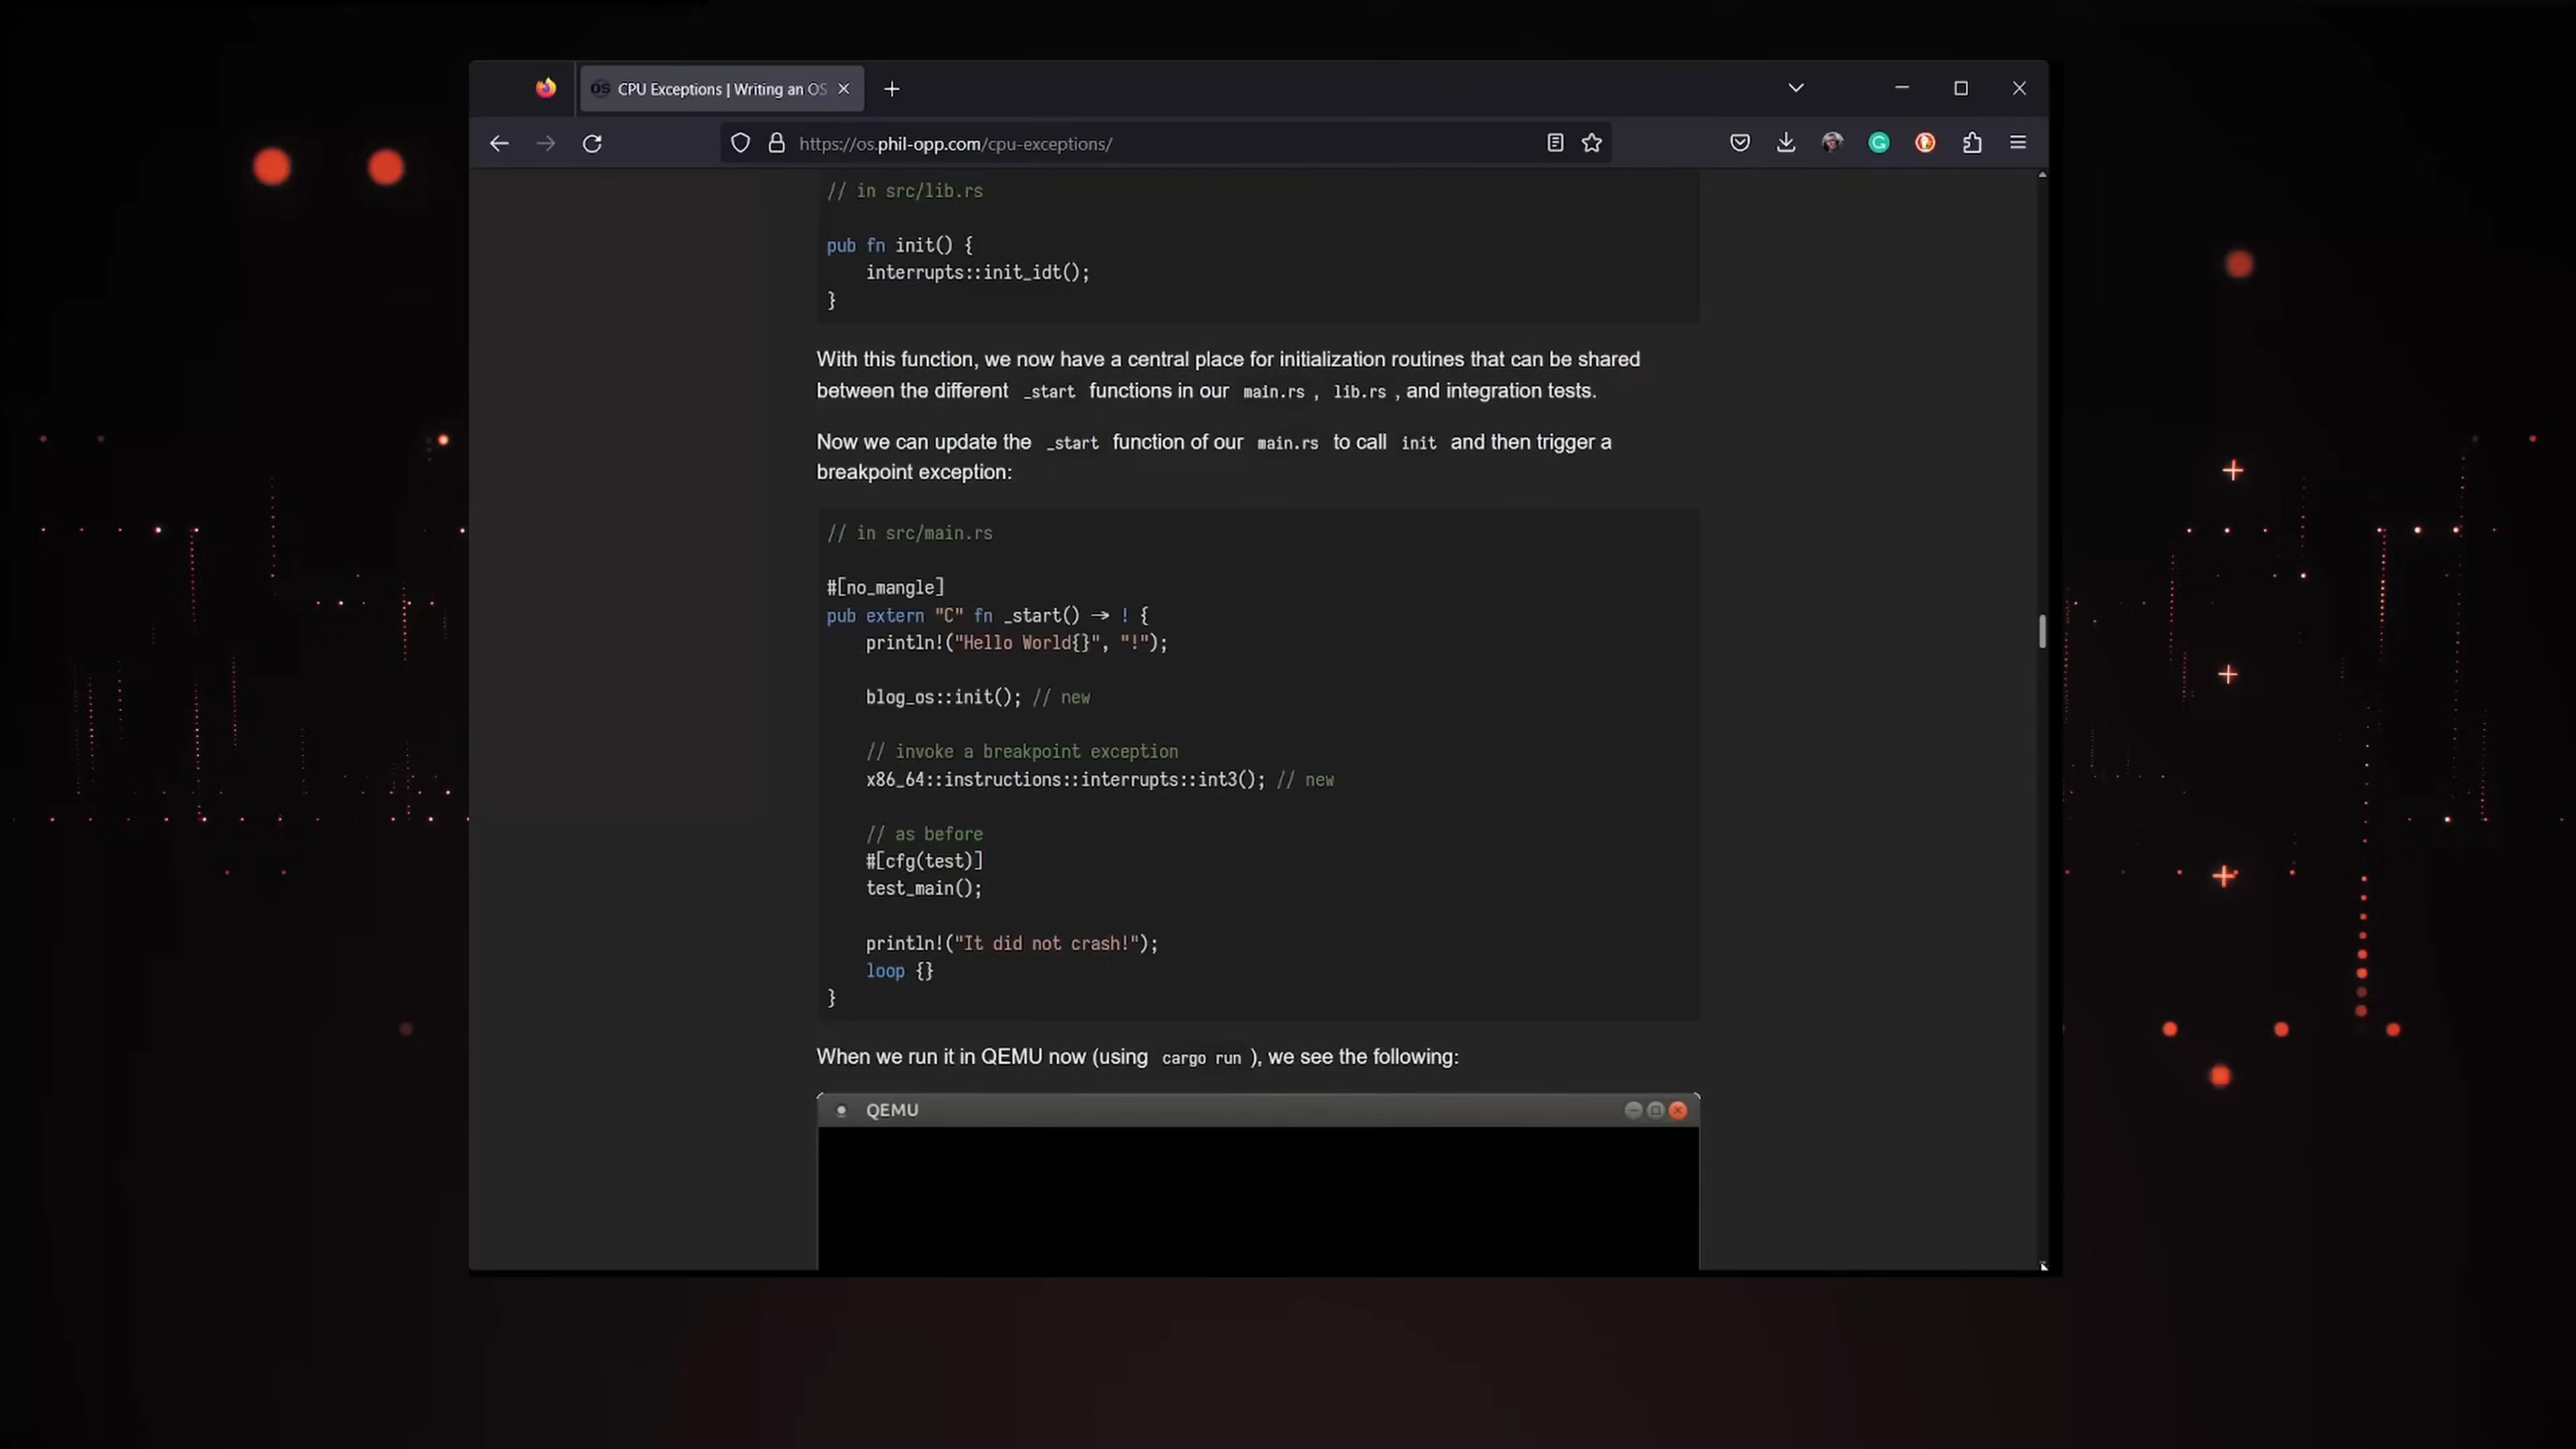 OS CPU Exceptions | Writing an OS
https://os.phil-opp.com/cpu-exceptions/
// in src/lib.rs
pub fn init() {
interrupts::init_idt();
}
With this function, we now have a central place for initialization routines that can be shared
between the different _start functions in our main.rs, lib.rs, and integration tests.
Now we can update the _start function of our main.rs to call init and then trigger a
breakpoint exception:
// in src/main.rs
#[no_mangle]
pub extern "C" fn _start() -> ! {
println!("Hello World{}", "!");
blog_os::init(); // new
// invoke a breakpoint exception
x86_64::instructions::interrupts::int3(); // new
// as before
#[cfg(test)]
test_main();
println!("It did not crash!");
loop {}
}
When we run it in QEMU now (using cargo run ), we see the following:
QEMU